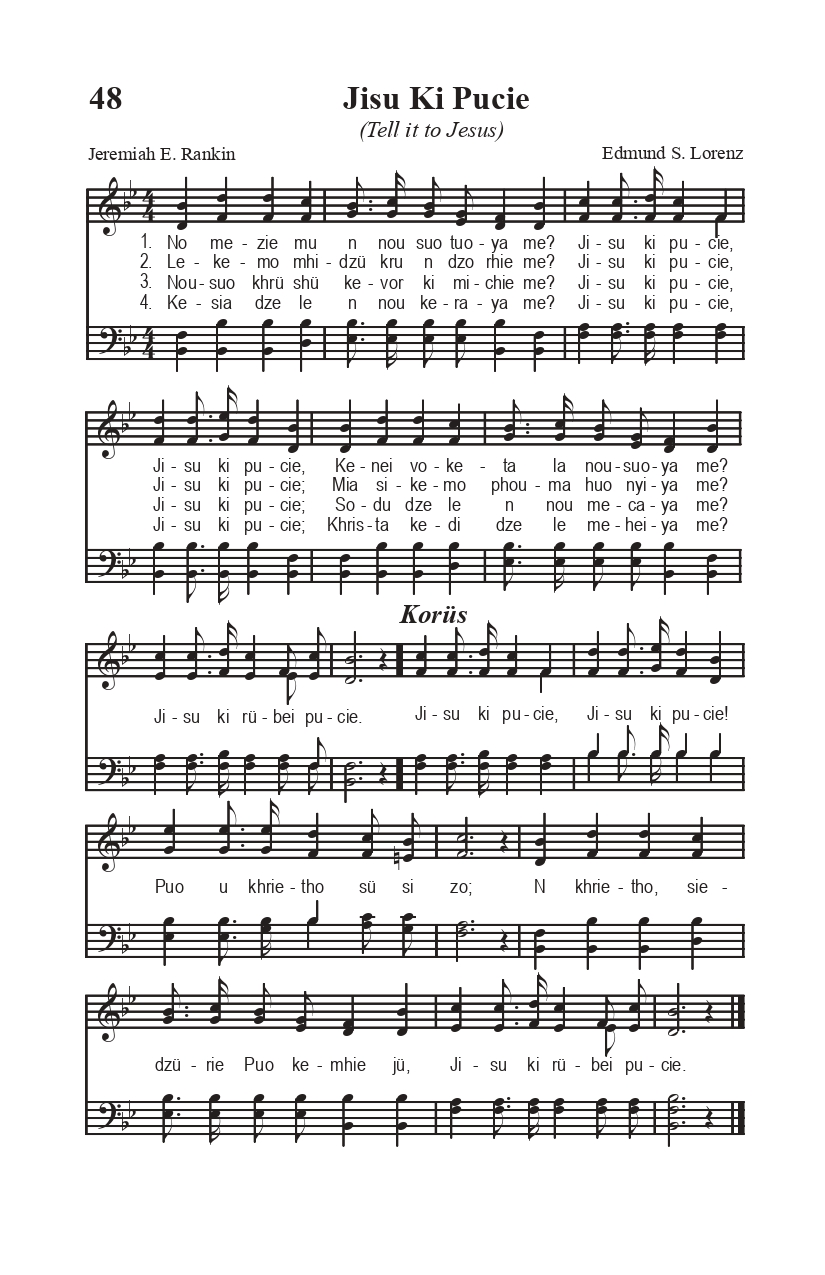 48 Jisu Ki Pucie
(Tell it to Jesus)
Jeremiah E. Rankin Edmund S. Lorenz
1. No me - zie mu n nou suo tuo - ya me? Ji - su ki pu - cie,
2. Le - ke - mo mhi - dzü kru n dzo rhie me? Ji - su ki pu - cie,
3. Nou - suo khrü shü ke - vor ki mi - chie me? Ji - su ki pu - cie,
4. Ke - sia dze le n nou ke - ra - ya me? Ji - su ki pu - cie,
Ji - su ki pu - cie, Ke - nei vo - ke - ta la nou - suo - ya me?
Ji - su ki pu - cie; Mia si - ke - mo phou - ma huo nyi - ya me?
Ji - su ki pu - cie; So - du dze le n nou me - ca - ya me?
Ji - su ki pu - cie; Khris - ta ke - di dze le me - hei - ya me?
Korüs
Ji - su ki rü - bei pu - cie. Ji - su ki pu - cie, Ji - su ki pu - cie!
Puo u khrie - tho sü si zo; N khrie - tho, sie -
dzü - rie Puo ke - mhie jü, Ji - su ki rü - bei pu - cie.